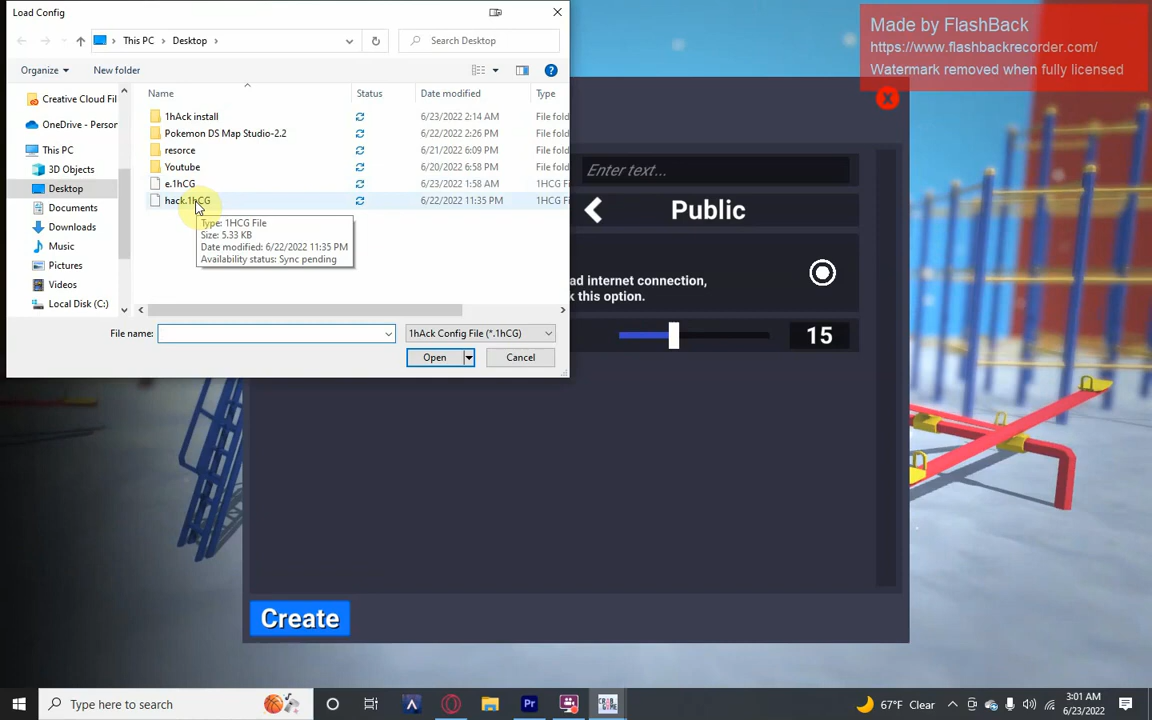 Load Config
This PC
Desktop
Search Desktop
Organize
New folder
Name
Status
Date modified
Type
Creative Cloud Fil
OneDrive - Person
This PC
3D Objects
Desktop
Documents
Downloads
Music
Pictures
Videos
Local Disk (C:)
1hAck install
6/23/2022 2:14 AM
File fold
Pokemon DS Map Studio-2.2
6/22/2022 2:26 PM
File fold
resorce
6/21/2022 6:09 PM
File fold
Youtube
6/20/2022 6:58 PM
File fold
e.1hCG
6/23/2022 1:58 AM
1HCG Fi
hack.1hCG
6/22/2022 11:35 PM
1HCG Fi
Type: 1HCG File
Size: 5.33 KB
Date modified: 6/22/2022 11:35 PM
Availability status: Sync pending
File name:
1hAck Config File (*.1hCG)
Open
Cancel
Made by FlashBack
https://www.flashbackrecorder.com/
Watermark removed when fully licensed
X
Enter text...
Public
ad internet connection,
k this option.
15
Create
Type here to search
Pr
67°F Clear
3:01 AM
6/23/2022